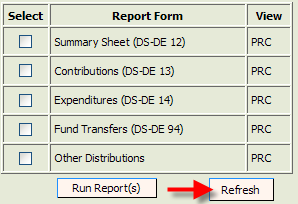 Select Report Form View
Summary Sheet (DS-DE 12) PRC
Contributions (DS-DE 13) PRC
Expenditures (DS-DE 14) PRC
Fund Transfers (DS-DE 94) PRC
Other Distributions PRC
Run Report(s) Refresh